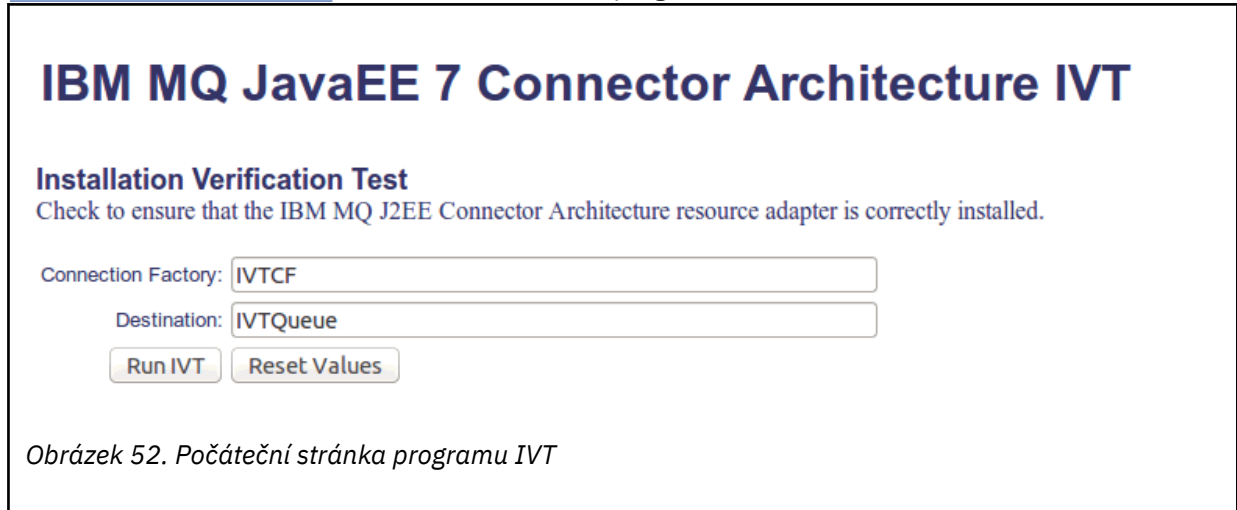 IBM MQ JavaEE 7 Connector Architecture IVT
Installation Verification Test
Check to ensure that the IBM MQ J2EE Connector Architecture resource adapter is correctly installed.
Connection Factory: IVTCF
Destination: IVTQueue
Run IVT Reset Values
Obrázek 52. Počáteční stránka programu IVT